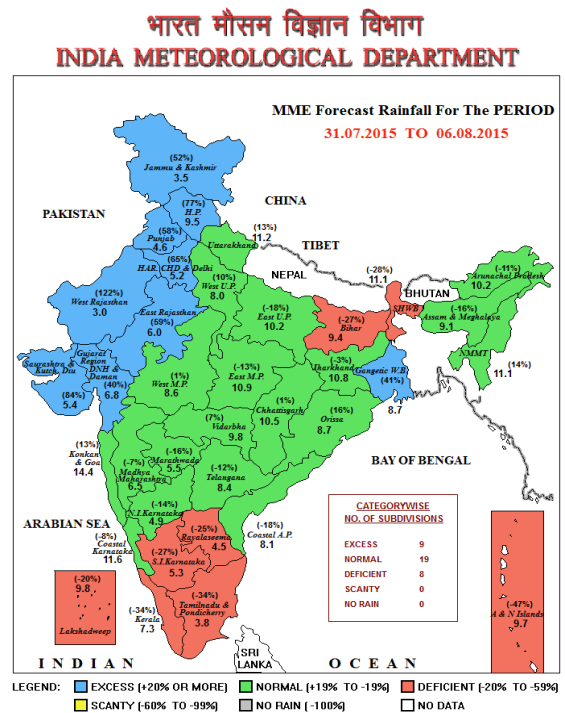 भारत मौसम विज्ञान विभाग
INDIA METEOROLOGICAL DEPARTMENT
MME Forecast Rainfall For The PERIOD
31.07.2015 TO 06.08.2015
(52%)
Jammu & Kashmir
3.5
(77%)
H.P.
9.5
CHINA
PAKISTAN
(58%)
Punjab
4.6
(13%)
Uttarakhand
11.2
TIBET
(65%)
HAR. CHD & Delhi
5.2
NEPAL
(10%)
West U.P.
8.0
(-28%)
11.1
SHWB
BHUTAN
(-11%)
Arunachal Pradesh
10.2
(122%)
West Rajasthan
3.0
East Rajasthan
(59%)
6.0
(-18%)
East U.P.
10.2
(-27%)
Bihar
9.4
(-16%)
Assam & Meghalaya
9.1
NMMT
(14%)
11.1
Saurashtra &
Kutch, Diu
(84%)
5.4
Gujarat
Region
DNH &
Daman
(40%)
6.8
(1%)
West M.P.
8.6
(-13%)
East M.P.
10.9
(-3%)
Jharkhand
10.8
Gangetic W.B
(41%)
8.7
(1%)
Chhattisgarh
10.5
(16%)
Orissa
8.7
(7%)
Vidarbha
9.8
(13%)
Konkan
& Goa
14.4
(-7%)
Madhya
Maharashtra
6.5
(-16%)
Marathwada
5.5
(-12%)
Telangana
8.4
BAY OF BENGAL
(-14%)
N.I.Karnataka
4.9
ARABIAN SEA
(-8%)
Coastal
Karnataka
11.6
(-25%)
Rayalaseema
4.5
(-18%)
Coastal A.P.
8.1
(-27%)
S.I.Karnataka
5.3
(-34%)
Tamilnadu &
Pondicherry
3.8
(-34%)
Kerala
7.3
(-20%)
9.8
Lakshadweep
CATEGORYWISE
NO. OF SUBDIVISIONS
EXCESS 9
NORMAL 19
DEFICIENT 8
SCANTY 0
NO RAIN 0
(-47%)
A & N Islands
9.7
SRI
LANKA
INDIAN OCEAN
LEGEND: EXCESS (+20% OR MORE) NORMAL (+19% TO -19%) DEFICIENT (-20% TO -59%)
SCANTY (-60% TO -99%) NO RAIN (-100%) NO DATA